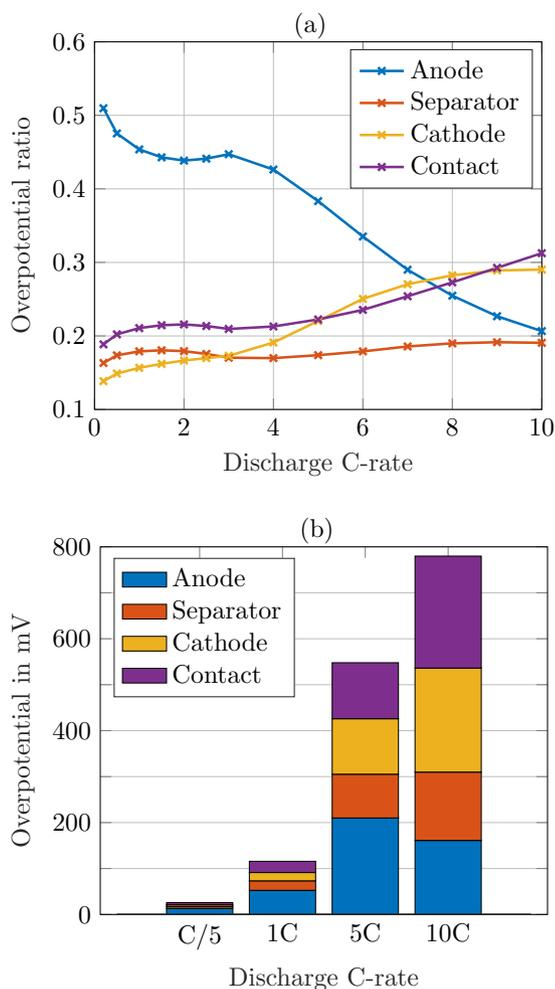 (a)
Overpotential ratio
0.6
0.5
0.4
0.3
0.2
0.1
Anode
Separator
Cathode
Contact
0 2 4 6 8 10
Discharge C-rate
(b)
Overpotential in mV
800
600
400
200
0
Anode
Separator
Cathode
Contact
C/5 1C 5C 10C
Discharge C-rate